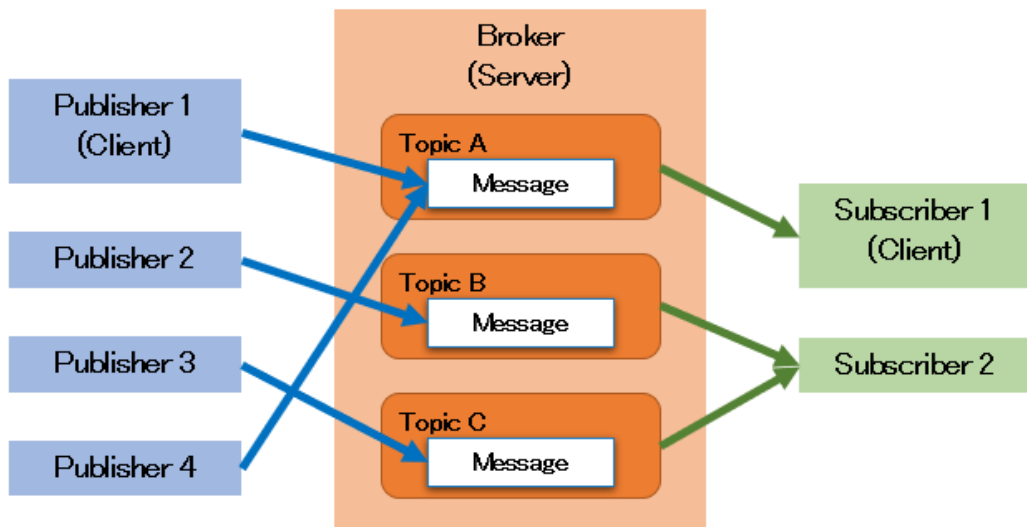 Publisher 1
(Client)
Publisher 2
Publisher 3
Publisher 4
Broker
(Server)
Topic A
Message
Topic B
Message
Topic C
Message
Subscriber 1
(Client)
Subscriber 2